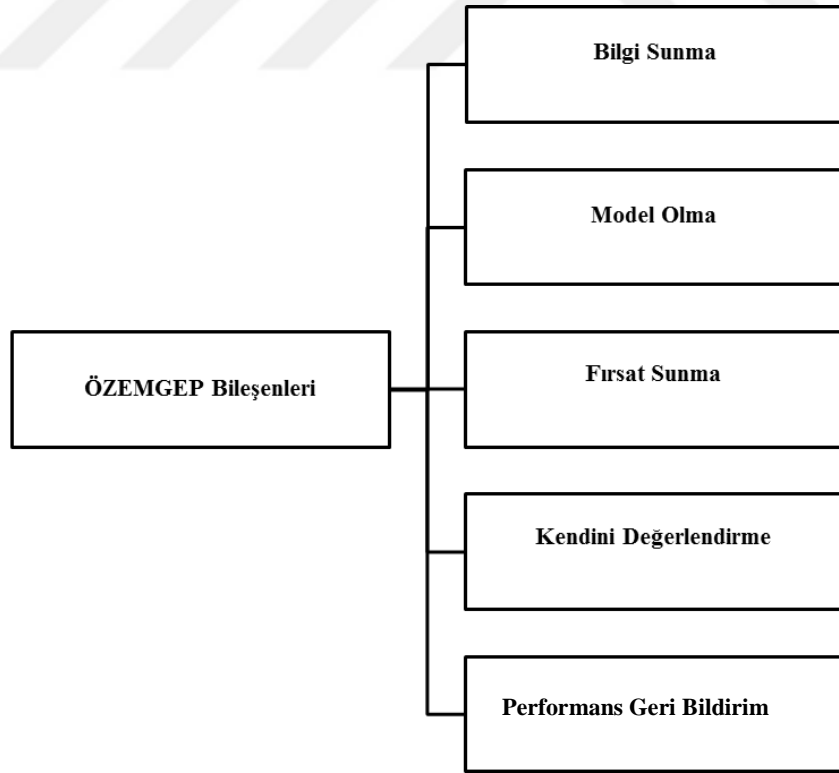 Bilgi Sunma
Model Olma
Fırsat Sunma
ÖZEMGEP Bileşenleri
Kendini Değerlendirme
Performans Geri Bildirim